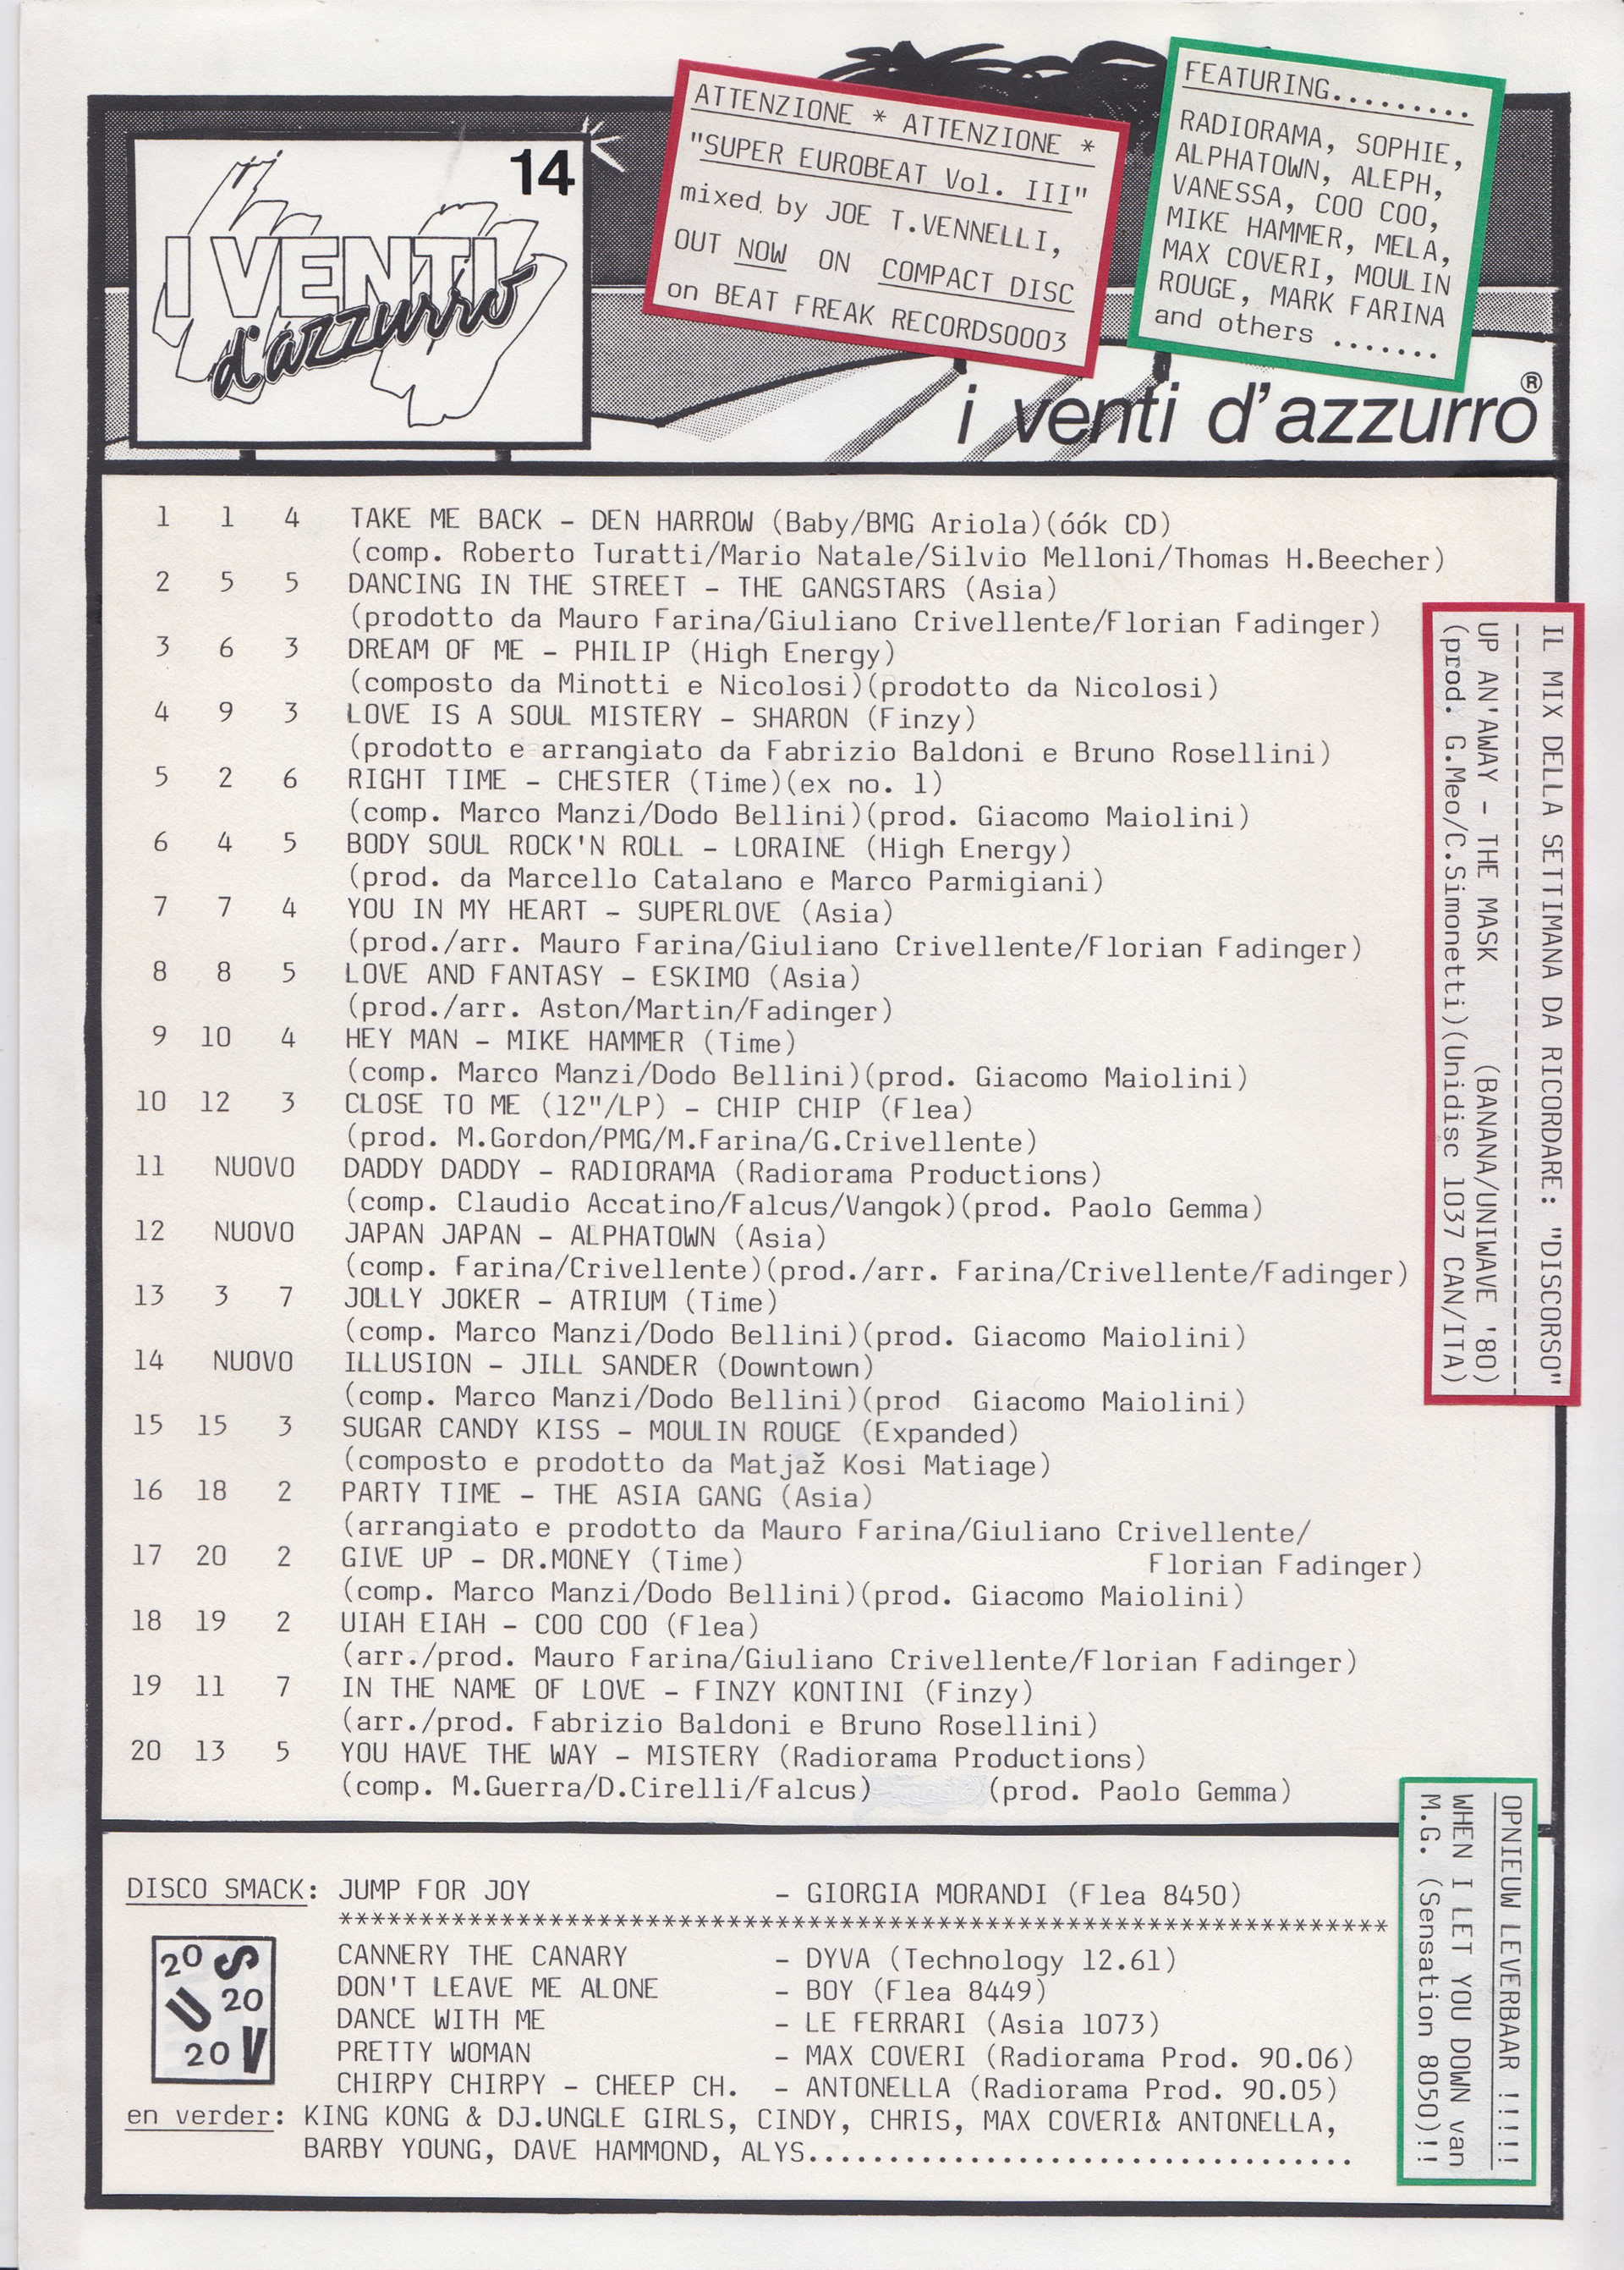 14
I VENTI
d'azzurro
ATTENZIONE * ATTENZIONE *
"SUPER EUROBEAT Vol. III"
mixed by JOE T.VENNELLI,
OUT NOW ON COMPACT DISC
on BEAT FREAK RECORDS0003
FEATURING.........
RADIORAMA, SOPHIE,
ALPHATOWN, ALEPH,
VANESSA, COO COO,
MIKE HAMMER, MELA,
MAX COVERI, MOULIN
ROUGE, MARK FARINA
and others .......
i venti d'azzurro®
1 1 4 TAKE ME BACK - DEN HARROW (Baby/BMG Ariola)(óók CD)
(comp. Roberto Turatti/Mario Natale/Silvio Melloni/Thomas H.Beecher)
2 5 5 DANCING IN THE STREET - THE GANGSTARS (Asia)
(prodotto da Mauro Farina/Giuliano Crivellente/Florian Fadinger)
3 6 3 DREAM OF ME - PHILIP (High Energy)
(composto da Minotti e Nicolosi)(prodotto da Nicolosi)
4 9 3 LOVE IS A SOUL MISTERY - SHARON (Finzy)
(prodotto e arrangiato da Fabrizio Baldoni e Bruno Rosellini)
5 2 6 RIGHT TIME - CHESTER (Time)(ex no. 1)
(comp. Marco Manzi/Dodo Bellini)(prod. Giacomo Maiolini)
6 4 5 BODY SOUL ROCK'N ROLL - LORAINE (High Energy)
(prod. da Marcello Catalano e Marco Parmigiani)
7 7 4 YOU IN MY HEART - SUPERLOVE (Asia)
(prod./arr. Mauro Farina/Giuliano Crivellente/Florian Fadinger)
8 8 5 LOVE AND FANTASY - ESKIMO (Asia)
(prod./arr. Aston/Martin/Fadinger)
9 10 4 HEY MAN - MIKE HAMMER (Time)
(comp. Marco Manzi/Dodo Bellini)(prod. Giacomo Maiolini)
10 12 3 CLOSE TO ME (12"/LP) - CHIP CHIP (Flea)
(prod. M.Gordon/PMG/M.Farina/G.Crivellente)
11 NUOVO DADDY DADDY - RADIORAMA (Radiorama Productions)
(comp. Claudio Accatino/Falcus/Vangok)(prod. Paolo Gemma)
12 NUOVO JAPAN JAPAN - ALPHATOWN (Asia)
(comp. Farina/Crivellente)(prod./arr. Farina/Crivellente/Fadinger)
13 3 7 JOLLY JOKER - ATRIUM (Time)
(comp. Marco Manzi/Dodo Bellini)(prod. Giacomo Maiolini)
14 NUOVO ILLUSION - JILL SANDER (Downtown)
(comp. Marco Manzi/Dodo Bellini)(prod Giacomo Maiolini)
15 15 3 SUGAR CANDY KISS - MOULIN ROUGE (Expanded)
(composto e prodotto da Matjaž Kosi Matiage)
16 18 2 PARTY TIME - THE ASIA GANG (Asia)
(arrangiato e prodotto da Mauro Farina/Giuliano Crivellente/
17 20 2 GIVE UP - DR.MONEY (Time) Florian Fadinger)
(comp. Marco Manzi/Dodo Bellini)(prod. Giacomo Maiolini)
18 19 2 UIAH EIAH - COO COO (Flea)
(arr./prod. Mauro Farina/Giuliano Crivellente/Florian Fadinger)
19 11 7 IN THE NAME OF LOVE - FINZY KONTINI (Finzy)
(arr./prod. Fabrizio Baldoni e Bruno Rosellini)
20 13 5 YOU HAVE THE WAY - MISTERY (Radiorama Productions)
(comp. M.Guerra/D.Cirelli/Falcus) (prod. Paolo Gemma)
IL MIX DELLA SETTIMANA DA RICORDARE: "DISCORSO"
------------------------------------------------
UP AN'AWAY - THE MASK (BANANA/UNIWAVE '80)
(prod. G.Meo/C.Simonetti)(Unidisc 1037 CAN/ITA)
DISCO SMACK: JUMP FOR JOY - GIORGIA MORANDI (Flea 8450)
*****************************************************************
CANNERY THE CANARY - DYVA (Technology 12.61)
DON'T LEAVE ME ALONE - BOY (Flea 8449)
DANCE WITH ME - LE FERRARI (Asia 1073)
PRETTY WOMAN - MAX COVERI (Radiorama Prod. 90.06)
CHIRPY CHIRPY - CHEEP CH. - ANTONELLA (Radiorama Prod. 90.05)
en verder: KING KONG & DJ.UNGLE GIRLS, CINDY, CHRIS, MAX COVERI& ANTONELLA,
BARBY YOUNG, DAVE HAMMOND, ALYS..................................
20 S
U 20
20 V
OPNIEUW LEVERBAAR !!!!!
WHEN I LET YOU DOWN van
M.G. (Sensation 8050)!!